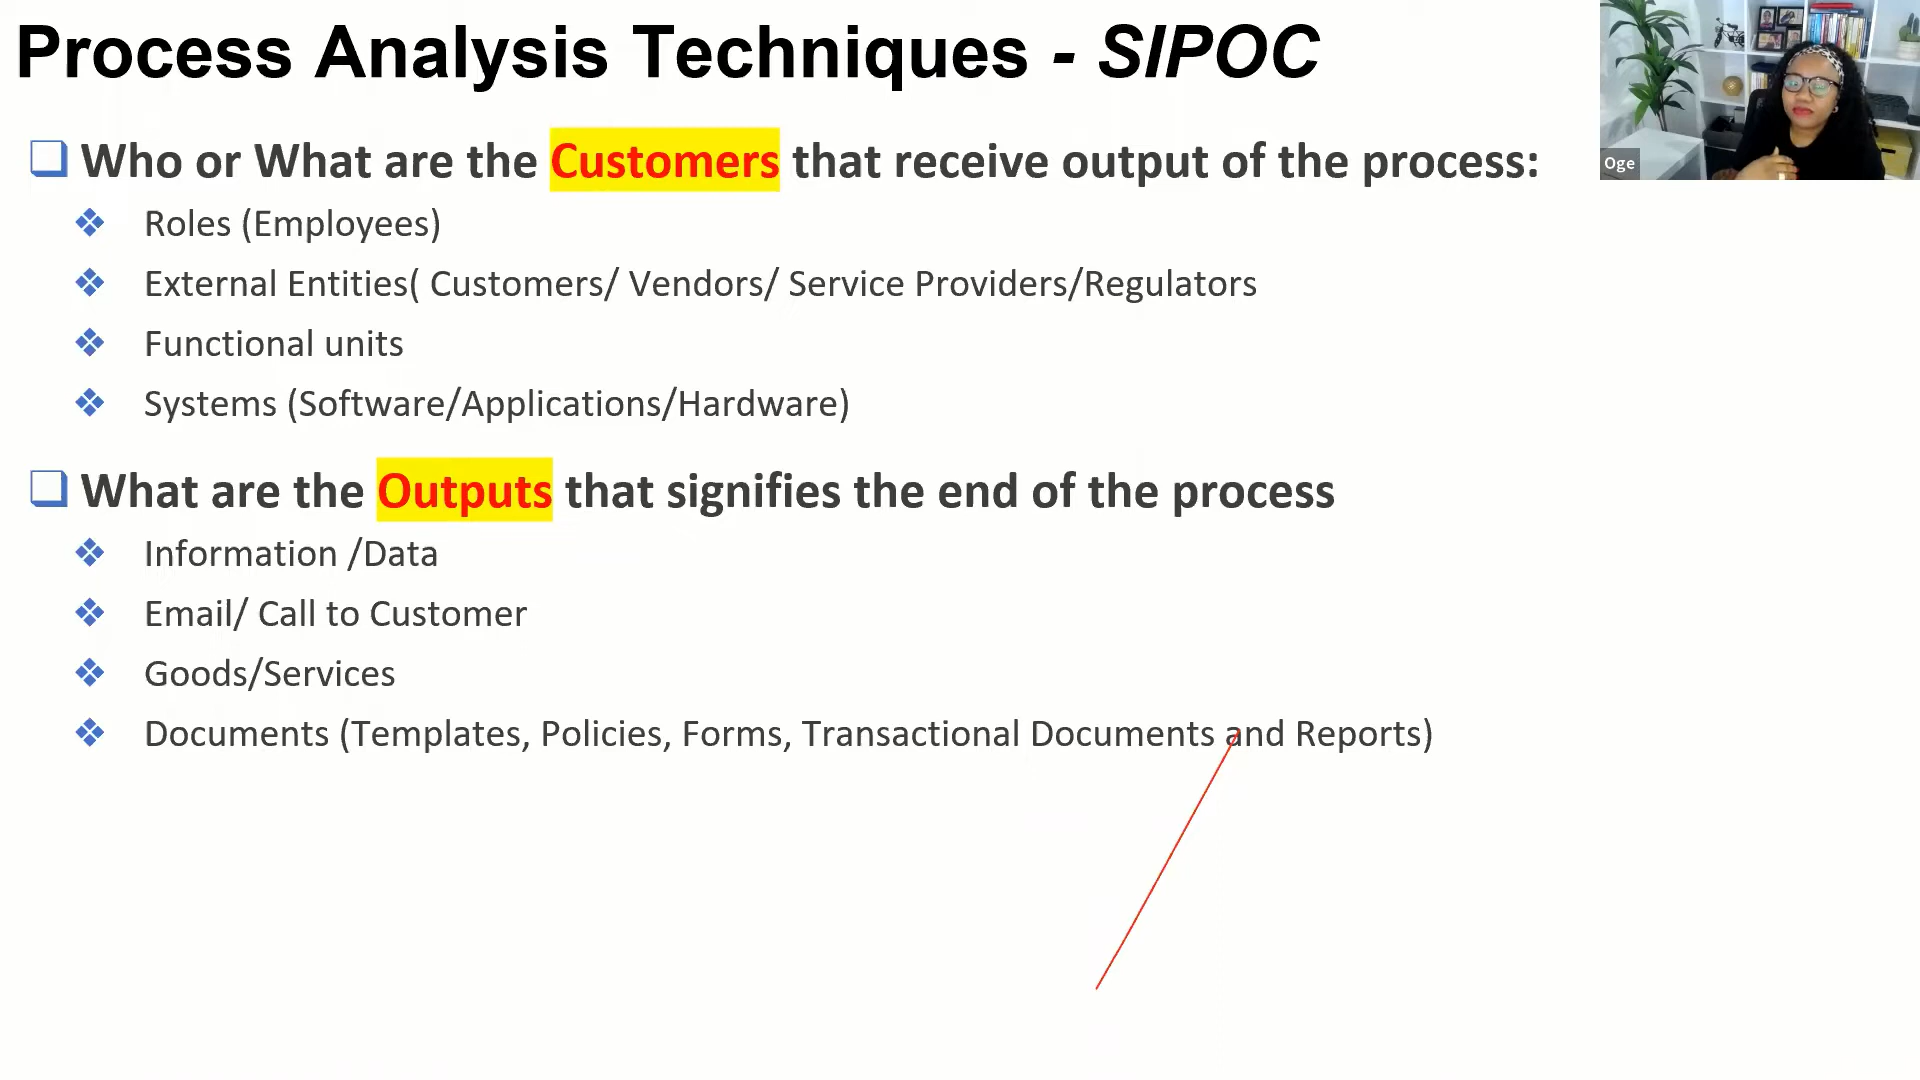 Process Analysis Techniques - SIPOC
Who or What are the Customers that receive output of the process:
Roles (Employees)
External Entities( Customers/ Vendors/ Service Providers/Regulators
Functional units
Systems (Software/Applications/Hardware)
What are the Outputs that signifies the end of the process
Information /Data
Email/ Call to Customer
Goods/Services
Documents (Templates, Policies, Forms, Transactional Documents and Reports)
Oge